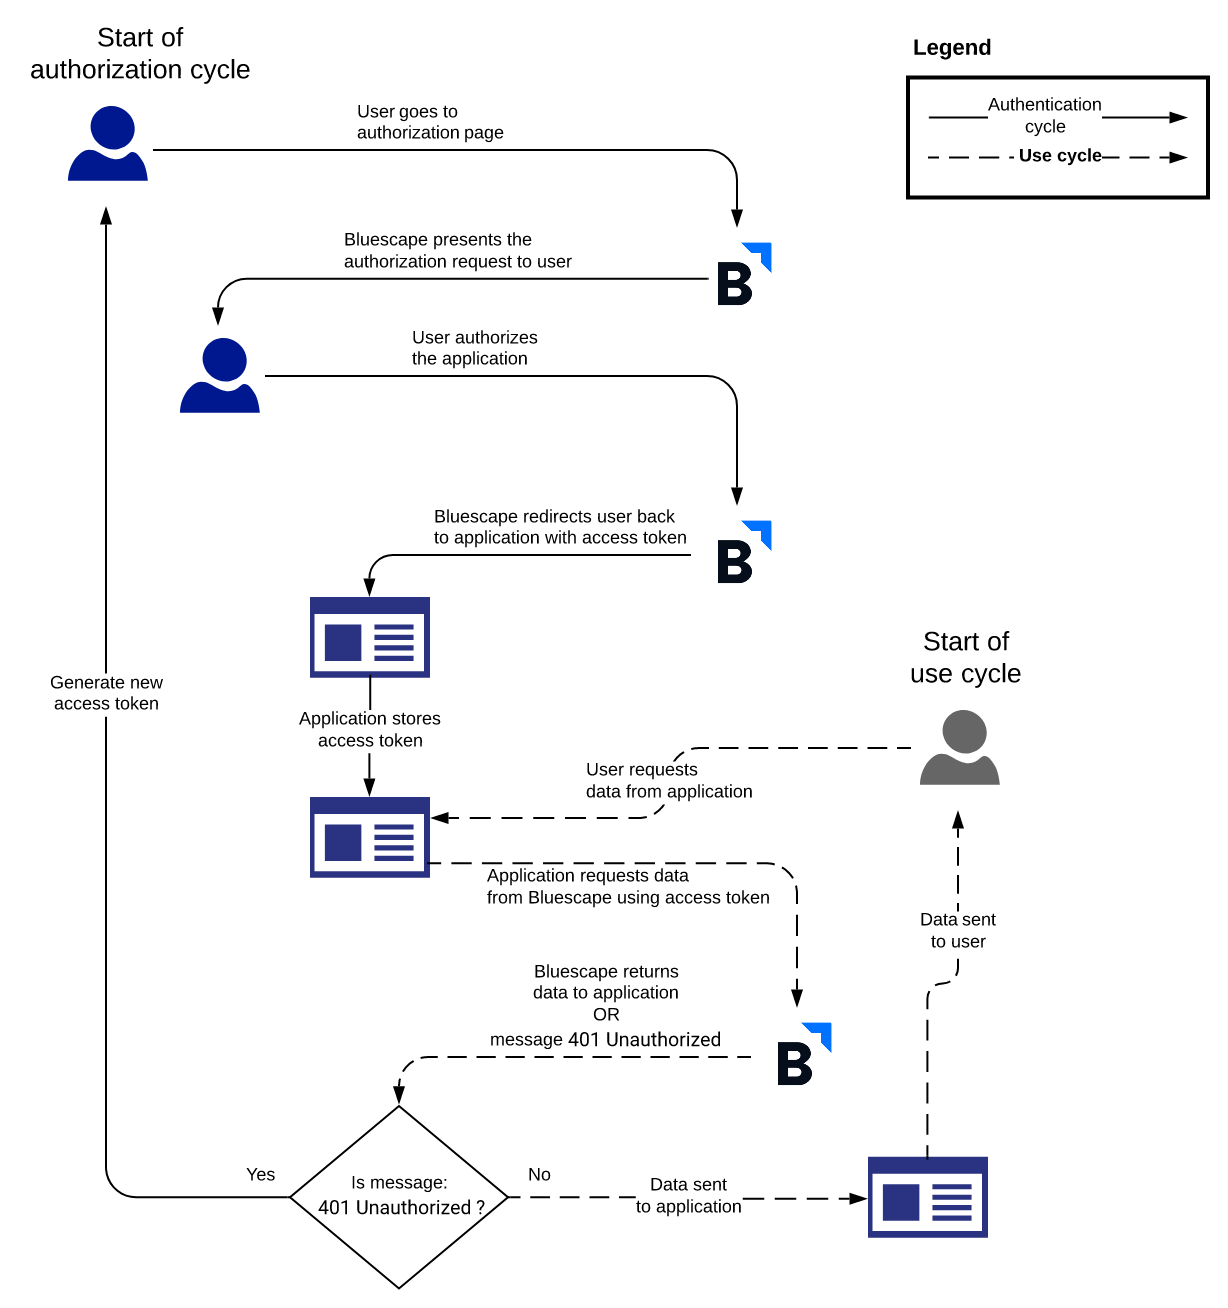 Start of
authorization cycle
Legend
Authentication
cycle
Use cycle
User goes to
authorization page
Bluescape presents the
authorization request to user
B
User authorizes
the application
Bluescape redirects user back
to application with access token
B
Start of
use cycle
Generate new
access token
Application stores
access token
User requests
data from application
Application requests data
from Bluescape using access token
Data sent
to user
Bluescape returns
data to application
OR
message 401 Unauthorized
B
Yes
Is message:
401 Unauthorized ?
No
Data sent
to application